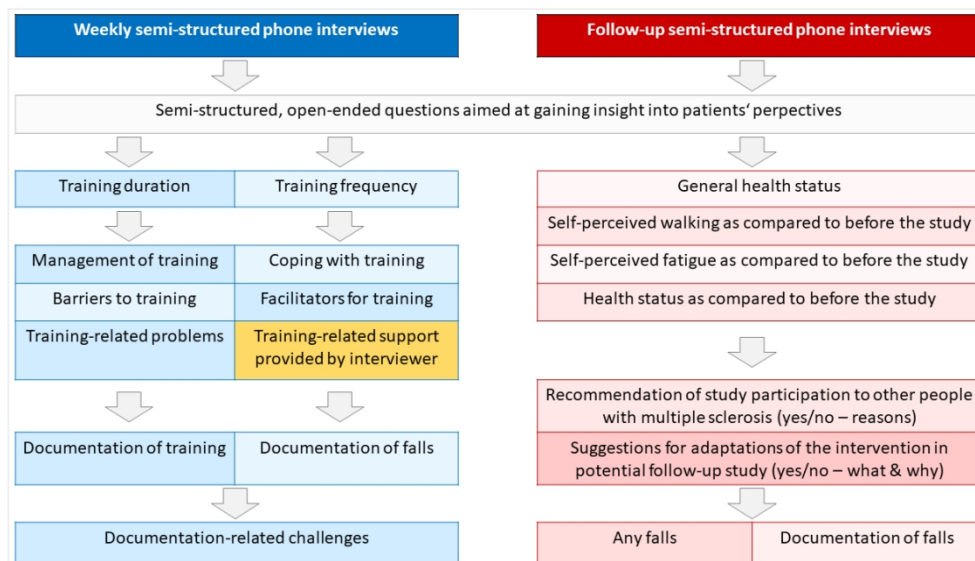 Weekly semi-structured phone interviews
Follow-up semi-structured phone interviews
Semi-structured, open-ended questions aimed at gaining insight into patients‘ perpectives
Training duration
Training frequency
Management of training
Coping with training
Barriers to training
Facilitators for training
Training-related problems
Training-related support
provided by interviewer
Documentation of training
Documentation of falls
Documentation-related challenges
General health status
Self-perceived walking as compared to before the study
Self-perceived fatigue as compared to before the study
Health status as compared to before the study
Recommendation of study participation to other people
with multiple sclerosis (yes/no – reasons)
Suggestions for adaptations of the intervention in
potential follow-up study (yes/no – what & why)
Any falls
Documentation of falls